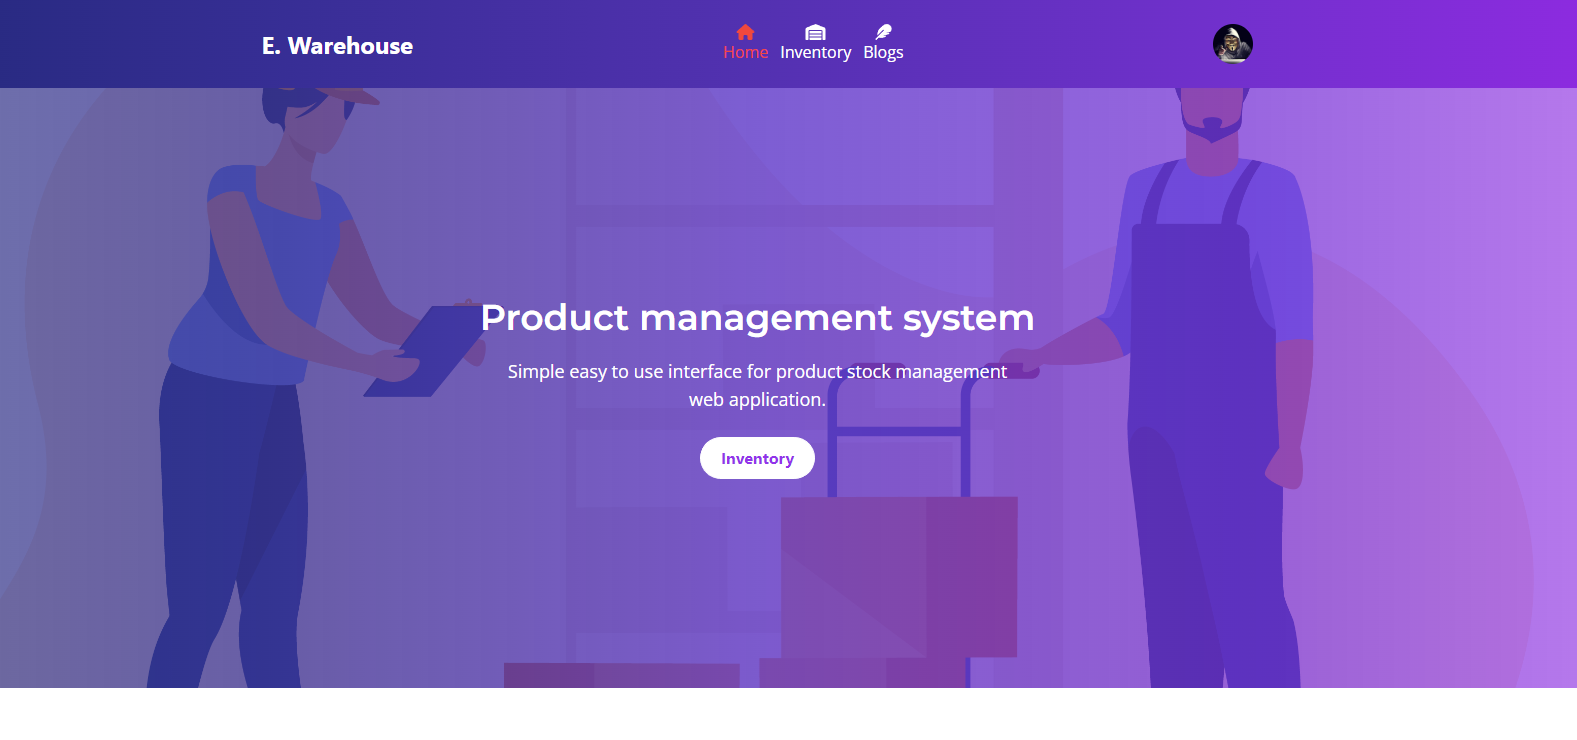 E. Warehouse
Home Inventory Blogs
Product management system
Simple easy to use interface for product stock management
web application.
Inventory